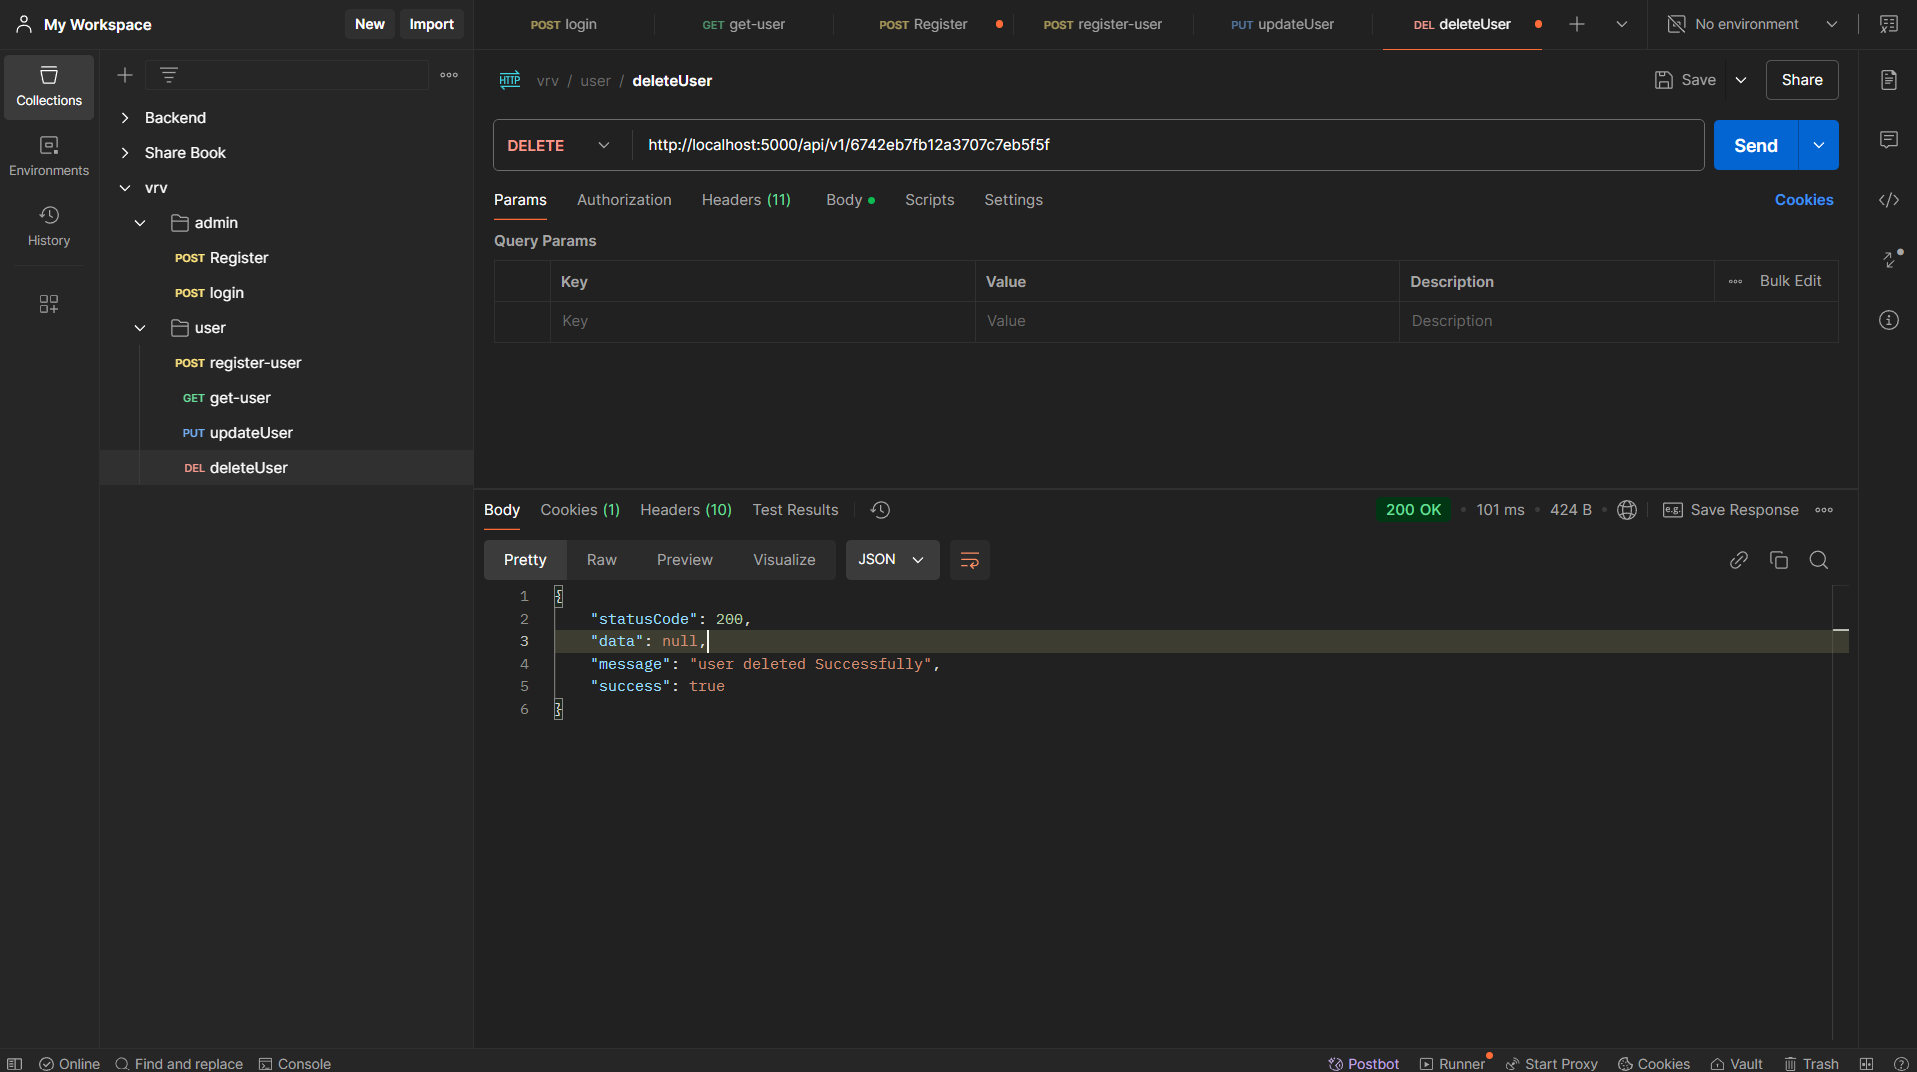 My Workspace
New
Import
POST login
GET get-user
POST Register
POST register-user
PUT updateUser
DEL deleteUser
No environment
Collections
Environments
History
Backend
Share Book
vrv
admin
POST Register
POST login
user
POST register-user
GET get-user
PUT updateUser
DEL deleteUser
HTTP vrv / user / deleteUser
Save
Share
DELETE http://localhost:5000/api/v1/6742eb7fb12a3707c7eb5f5f
Send
Params Authorization Headers (11) Body Scripts Settings
Cookies
Query Params
Key Value Description Bulk Edit
Key Value Description
Body Cookies (1) Headers (10) Test Results
200 OK • 101 ms • 424 B •
e.g. Save Response
Pretty Raw Preview Visualize JSON
1 {
2 "statusCode": 200,
3 "data": null,
4 "message": "user deleted Successfully",
5 "success": true
6 }
Online Find and replace Console
Postbot Runner Start Proxy Cookies Vault Trash